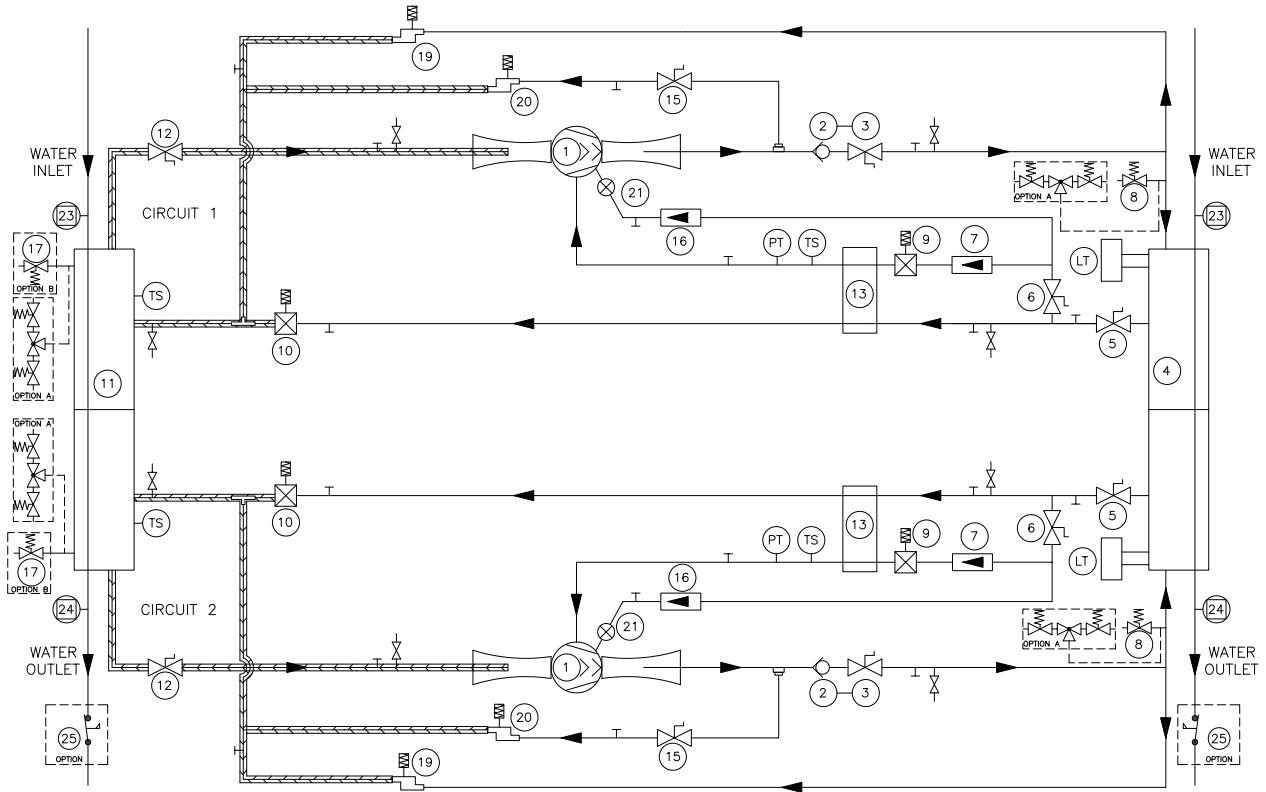 19
20
15
12
1
2
3
WATER INLET
WATER INLET
21
OPTION A
8
23
CIRCUIT 1
23
17
16
PT
TS
9
7
LT
OPTION B
TS
13
6
10
5
11
4
OPTION A
OPTION A
10
13
6
5
TS
PT
TS
9
7
LT
17
OPTION B
16
24
CIRCUIT 2
21
24
OPTION A
8
WATER OUTLET
WATER OUTLET
12
1
2
3
20
25
OPTION
15
19
25
OPTION